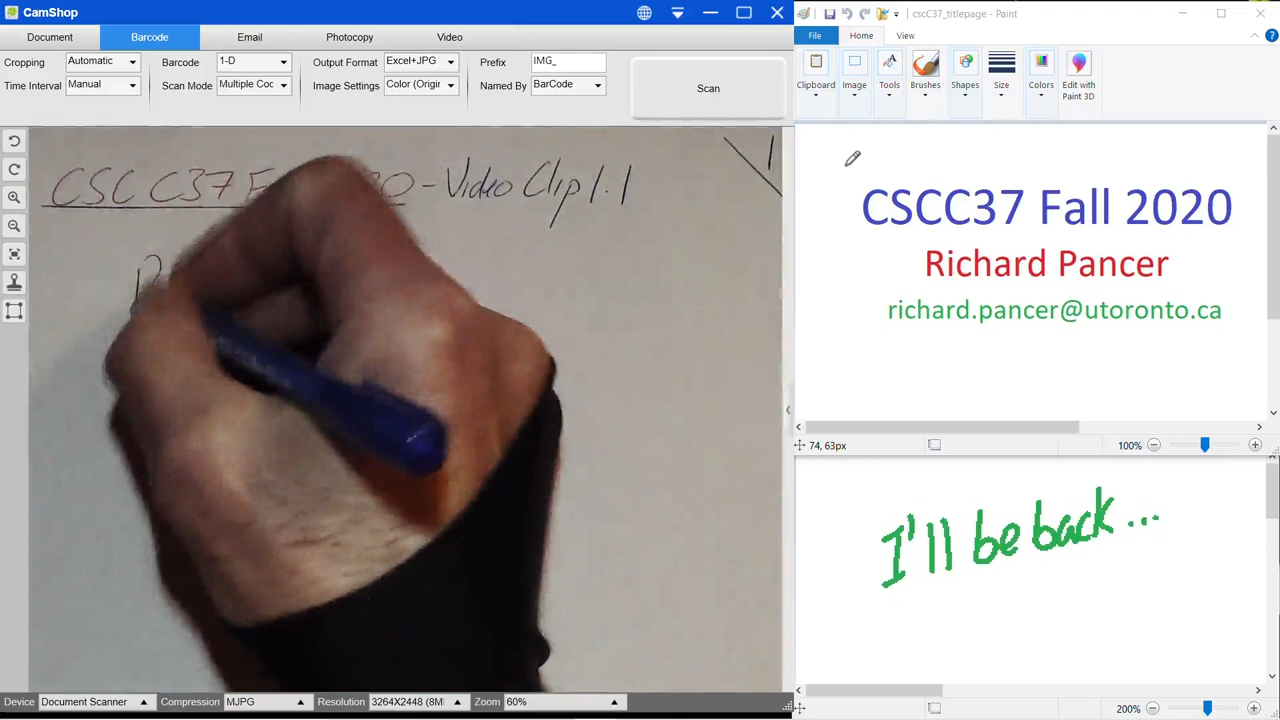 CamShop
Document Barcode Email Photocopy Video
Cropping Automatic Barcode 1-D Output Format Excel+JPG Prefix IMG_
Time Interval Manual Scan Mode Multiple Coc Image Settings Color (Origir Named By BarCode
Scan
CSC C37 F 20 - Video Clip 1.1
1
Device Document Scanner Compression MJPG Resolution 3264X2448 (8M Zoom 60%
cscC37_titlepage - Paint
File Home View
Clipboard Image Tools Brushes Shapes Size Colors Edit with
Paint 3D
CSCC37 Fall 2020
Richard Pancer
richard.pancer@utoronto.ca
74, 63px 100%
I'll be back...
200%